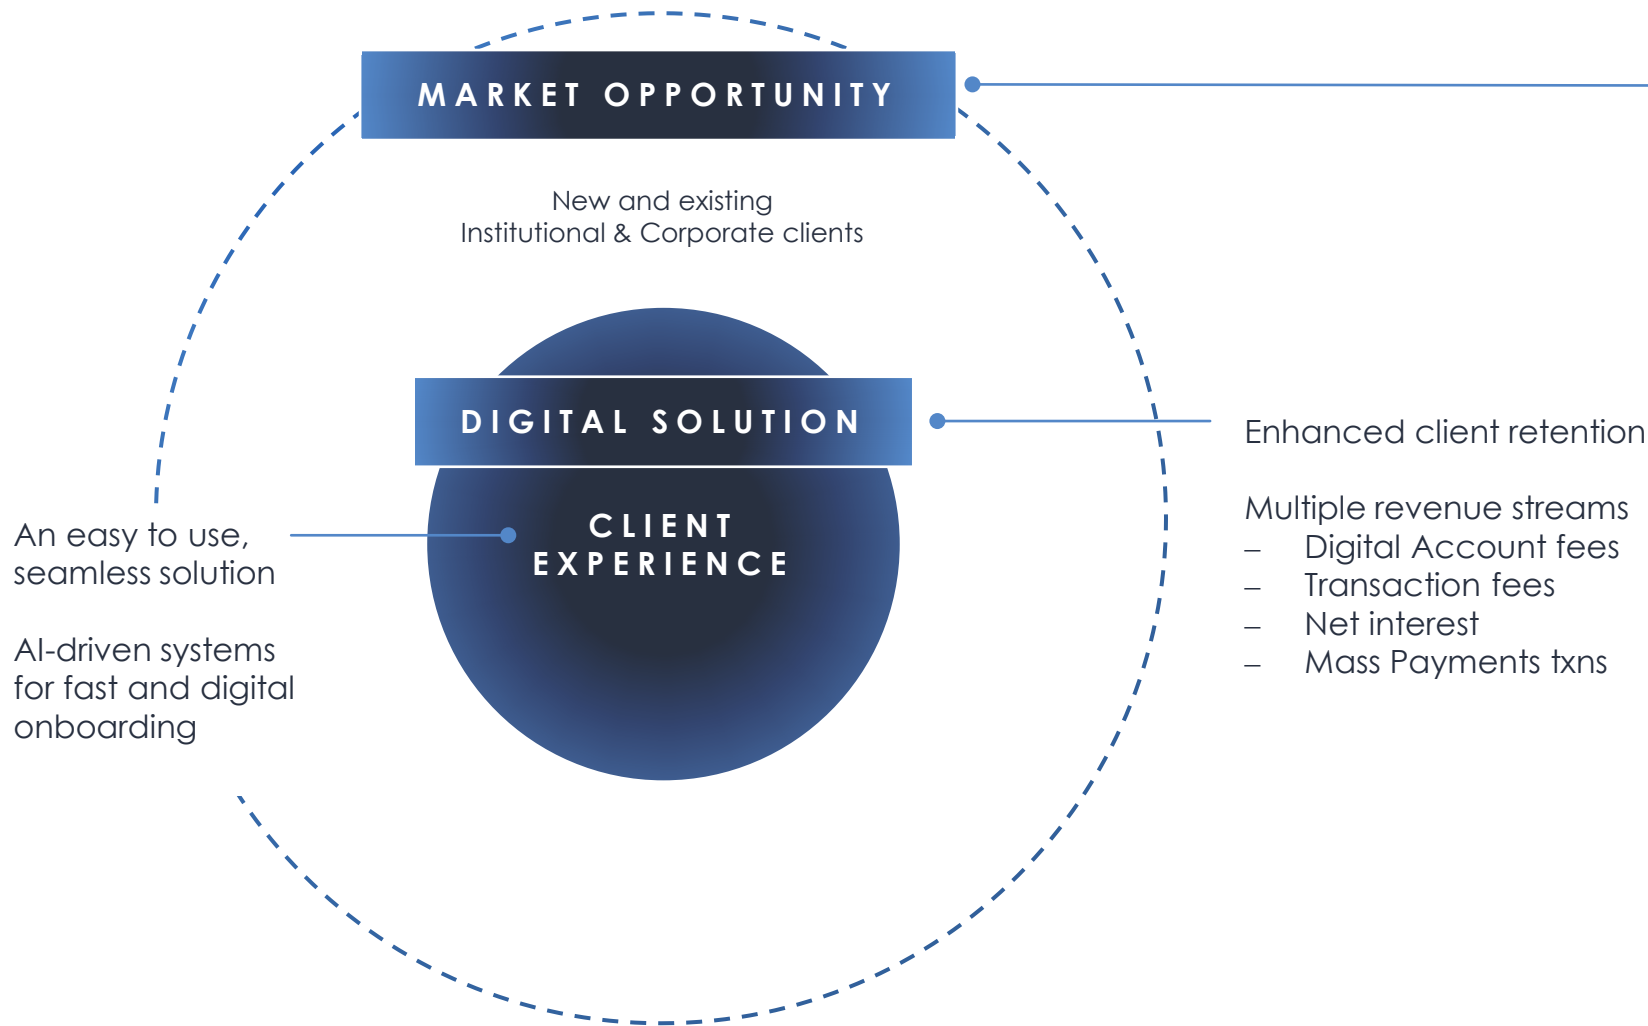 MARKET OPPORTUNITY
New and existing
Institutional & Corporate clients
DIGITAL SOLUTION
CLIENT
EXPERIENCE
An easy to use,
seamless solution
AI-driven systems
for fast and digital
onboarding
Enhanced client retention
Multiple revenue streams
– Digital Account fees
– Transaction fees
– Net interest
– Mass Payments txns